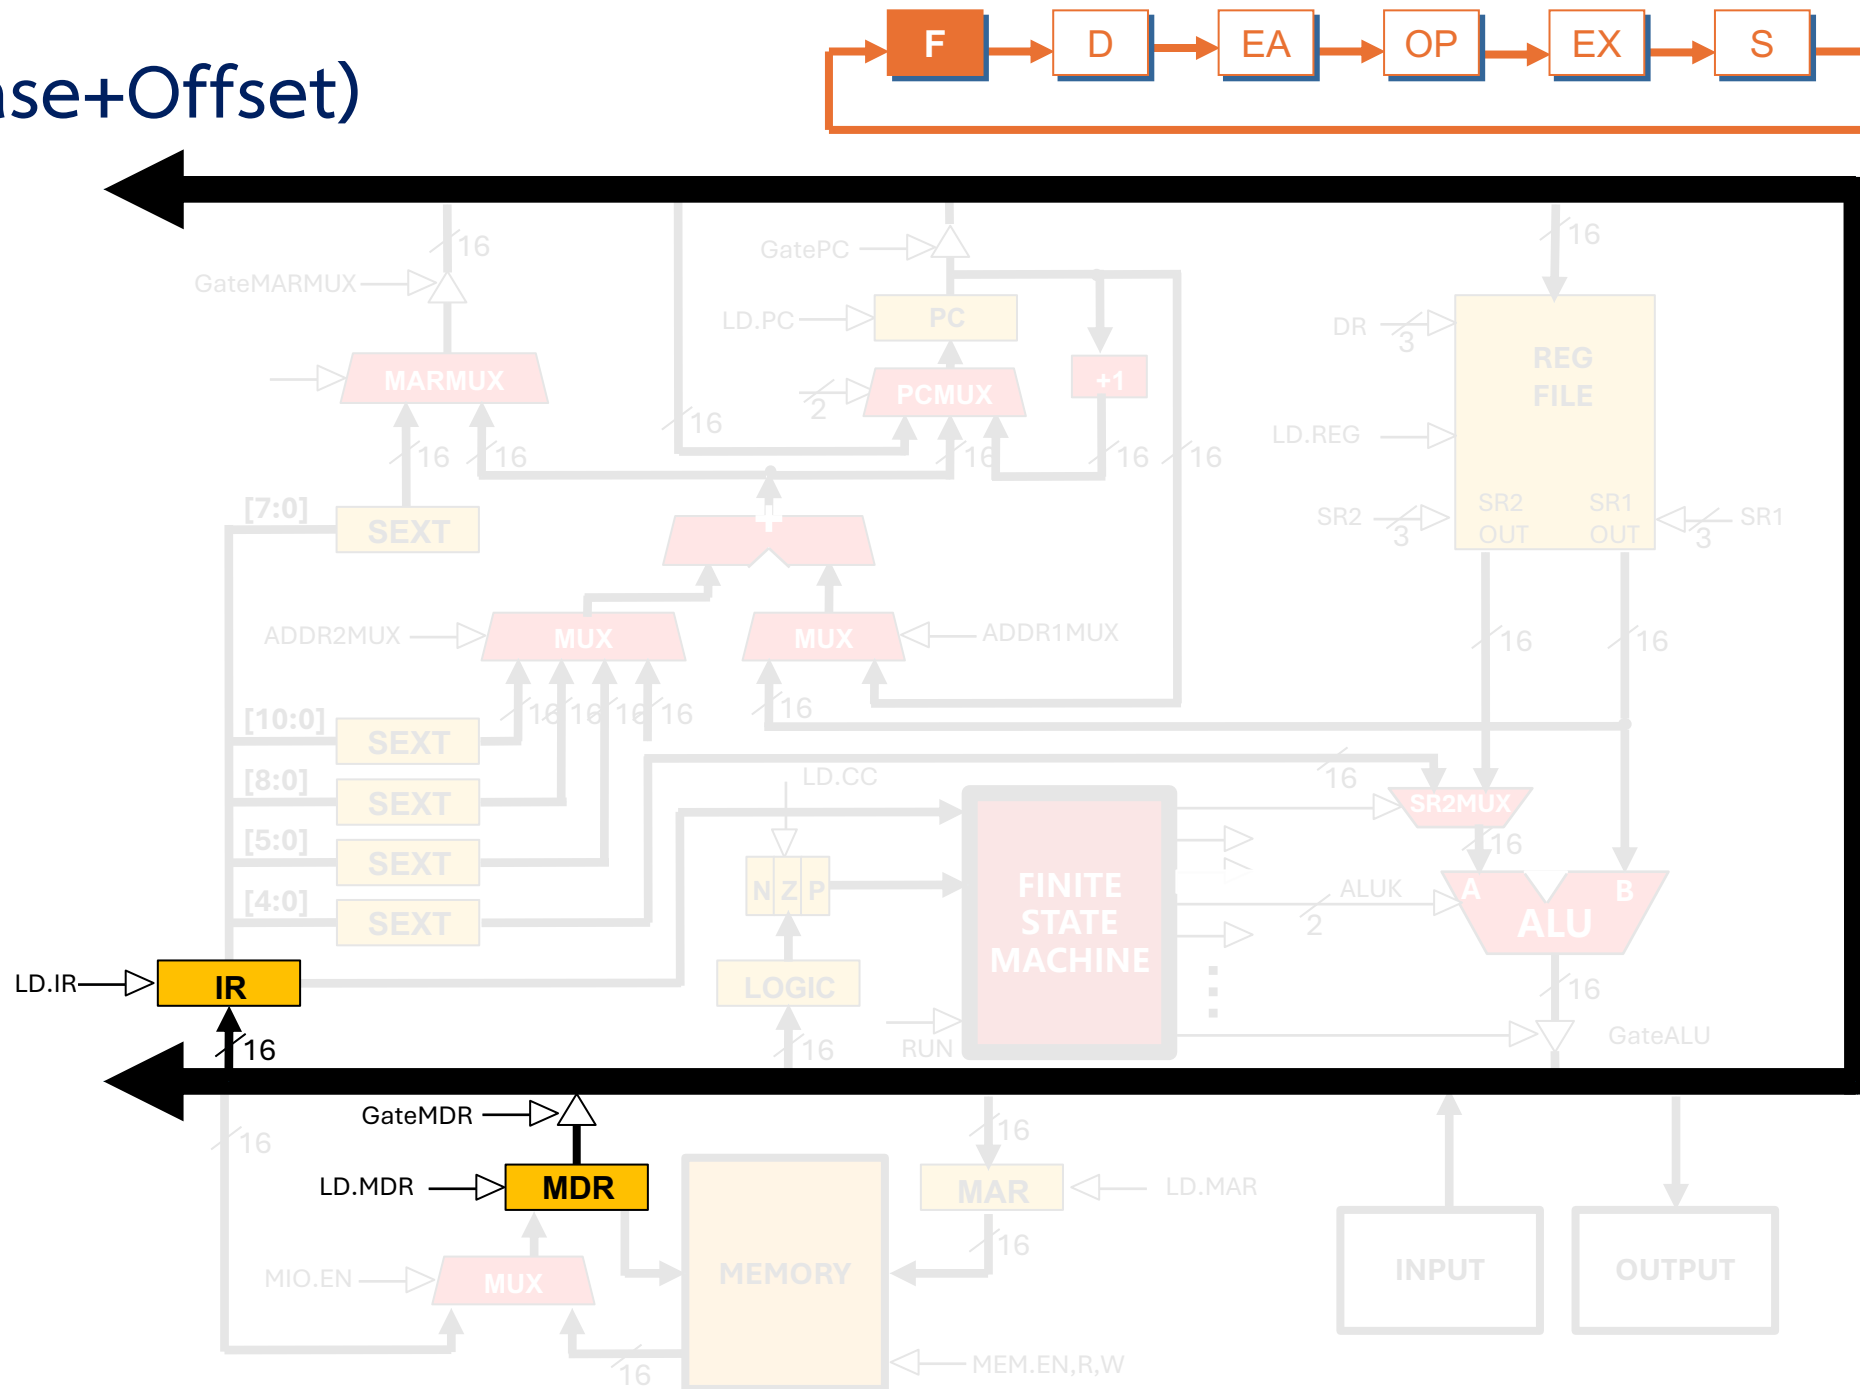 F D EA OP EX S
ase+Offset)
16
GatePC
16
GateMARMUX
LD.PC
PC
DR
3
REG
FILE
MARMUX
2
PCMUX
+1
16
LD.REG
16
16
16
16
16
[7:0]
SEXT
+
SR2
3
SR2
OUT
SR1
OUT
3
SR1
ADDR2MUX
MUX
MUX
ADDR1MUX
16
16
16
16
16
16
16
[10:0]
SEXT
[8:0]
SEXT
LD.CC
16
SR2MUX
[5:0]
SEXT
16
N Z P
FINITE
STATE
MACHINE
ALUK
2
A
B
ALU
[4:0]
SEXT
LD.IR
IR
LOGIC
16
16
16
RUN
GateALU
GateMDR
16
16
LD.MDR
MDR
MAR
LD.MAR
16
MIO.EN
MUX
MEMORY
INPUT
OUTPUT
16
MEM.EN,R,W